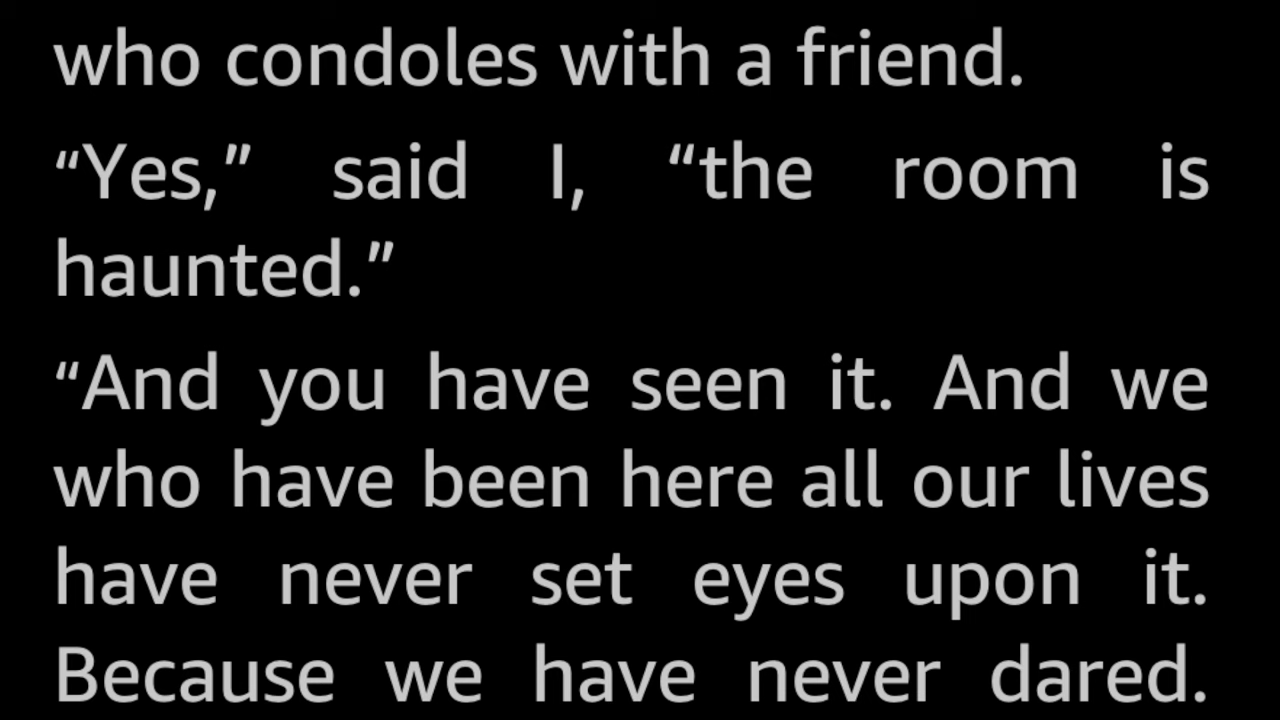 who condoles with a friend.
“Yes,” said I, “the room is
haunted.”
“And you have seen it. And we
who have been here all our lives
have never set eyes upon it.
Because we have never dared.